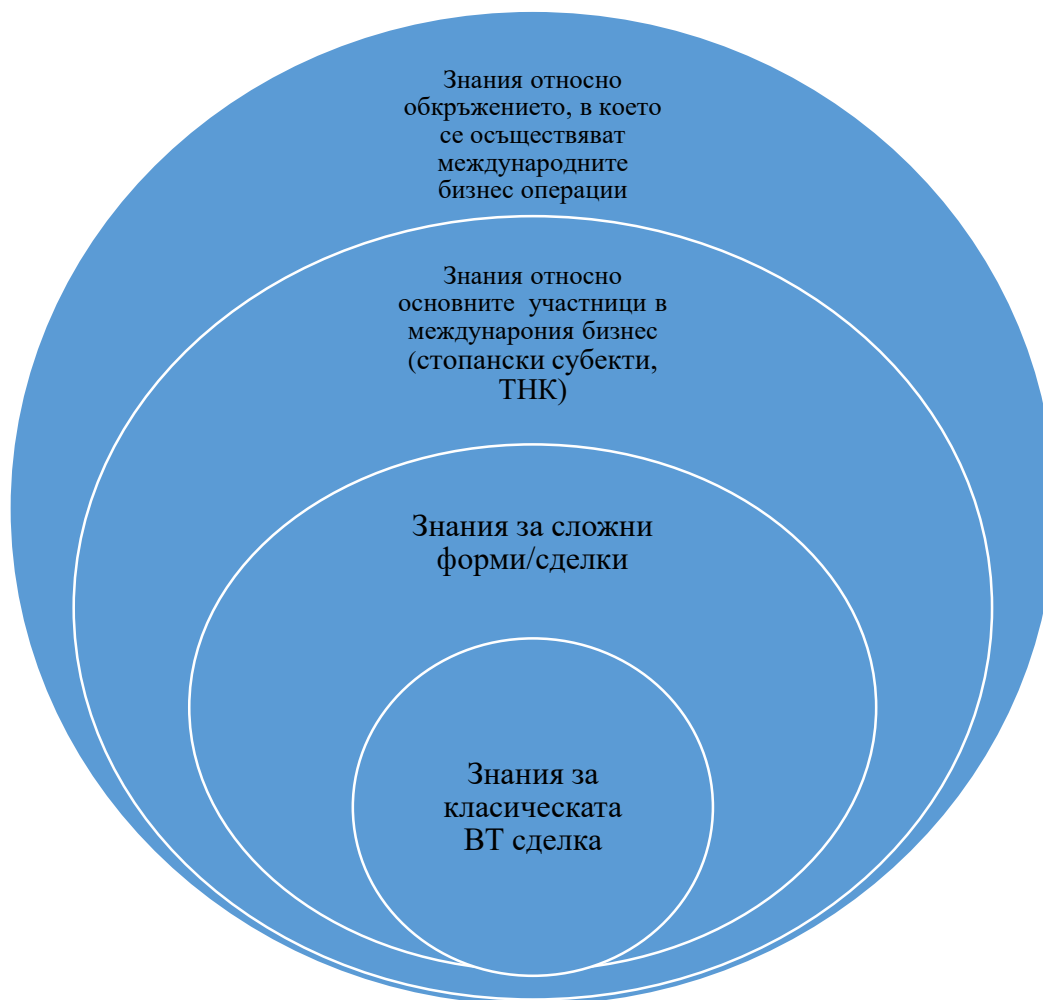 Знания относно
обкръжението, в което
се осъществяват
международните
бизнес операции
Знания относно
основните участници в
междунарония бизнес
(стопански субекти,
ТНК)
Знания за сложни
форми/сделки
Знания за
класическата
ВТ сделка